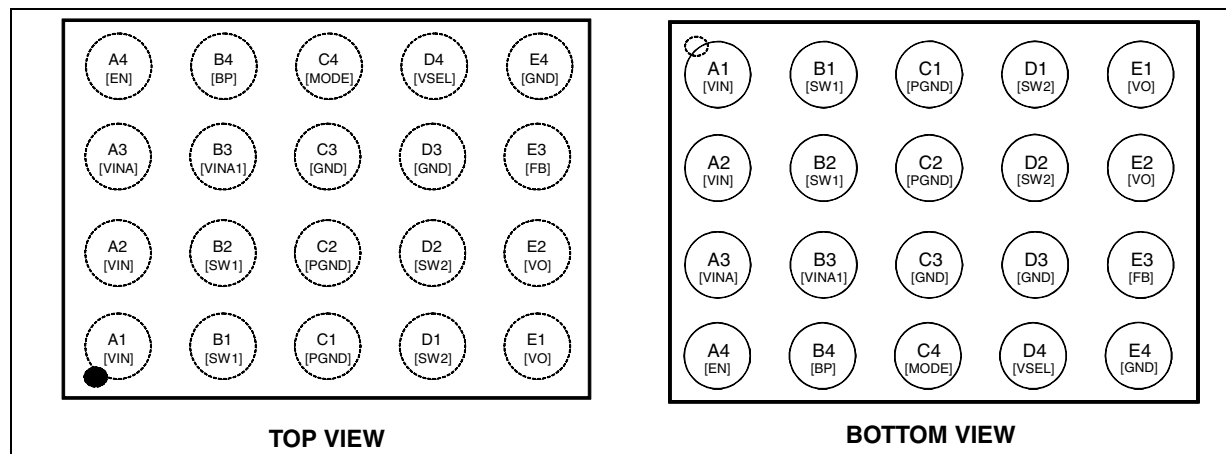 A4 B4 C4 D4 E4
[EN] [BP] [MODE] [VSEL] [GND]
A3 B3 C3 D3 E3
[VINA] [VINA1] [GND] [GND] [FB]
A2 B2 C2 D2 E2
[VIN] [SW1] [PGND] [SW2] [VO]
A1 B1 C1 D1 E1
[VIN] [SW1] [PGND] [SW2] [VO]
TOP VIEW
A1 B1 C1 D1 E1
[VIN] [SW1] [PGND] [SW2] [VO]
A2 B2 C2 D2 E2
[VIN] [SW1] [PGND] [SW2] [VO]
A3 B3 C3 D3 E3
[VINA] [VINA1] [GND] [GND] [FB]
A4 B4 C4 D4 E4
[EN] [BP] [MODE] [VSEL] [GND]
BOTTOM VIEW